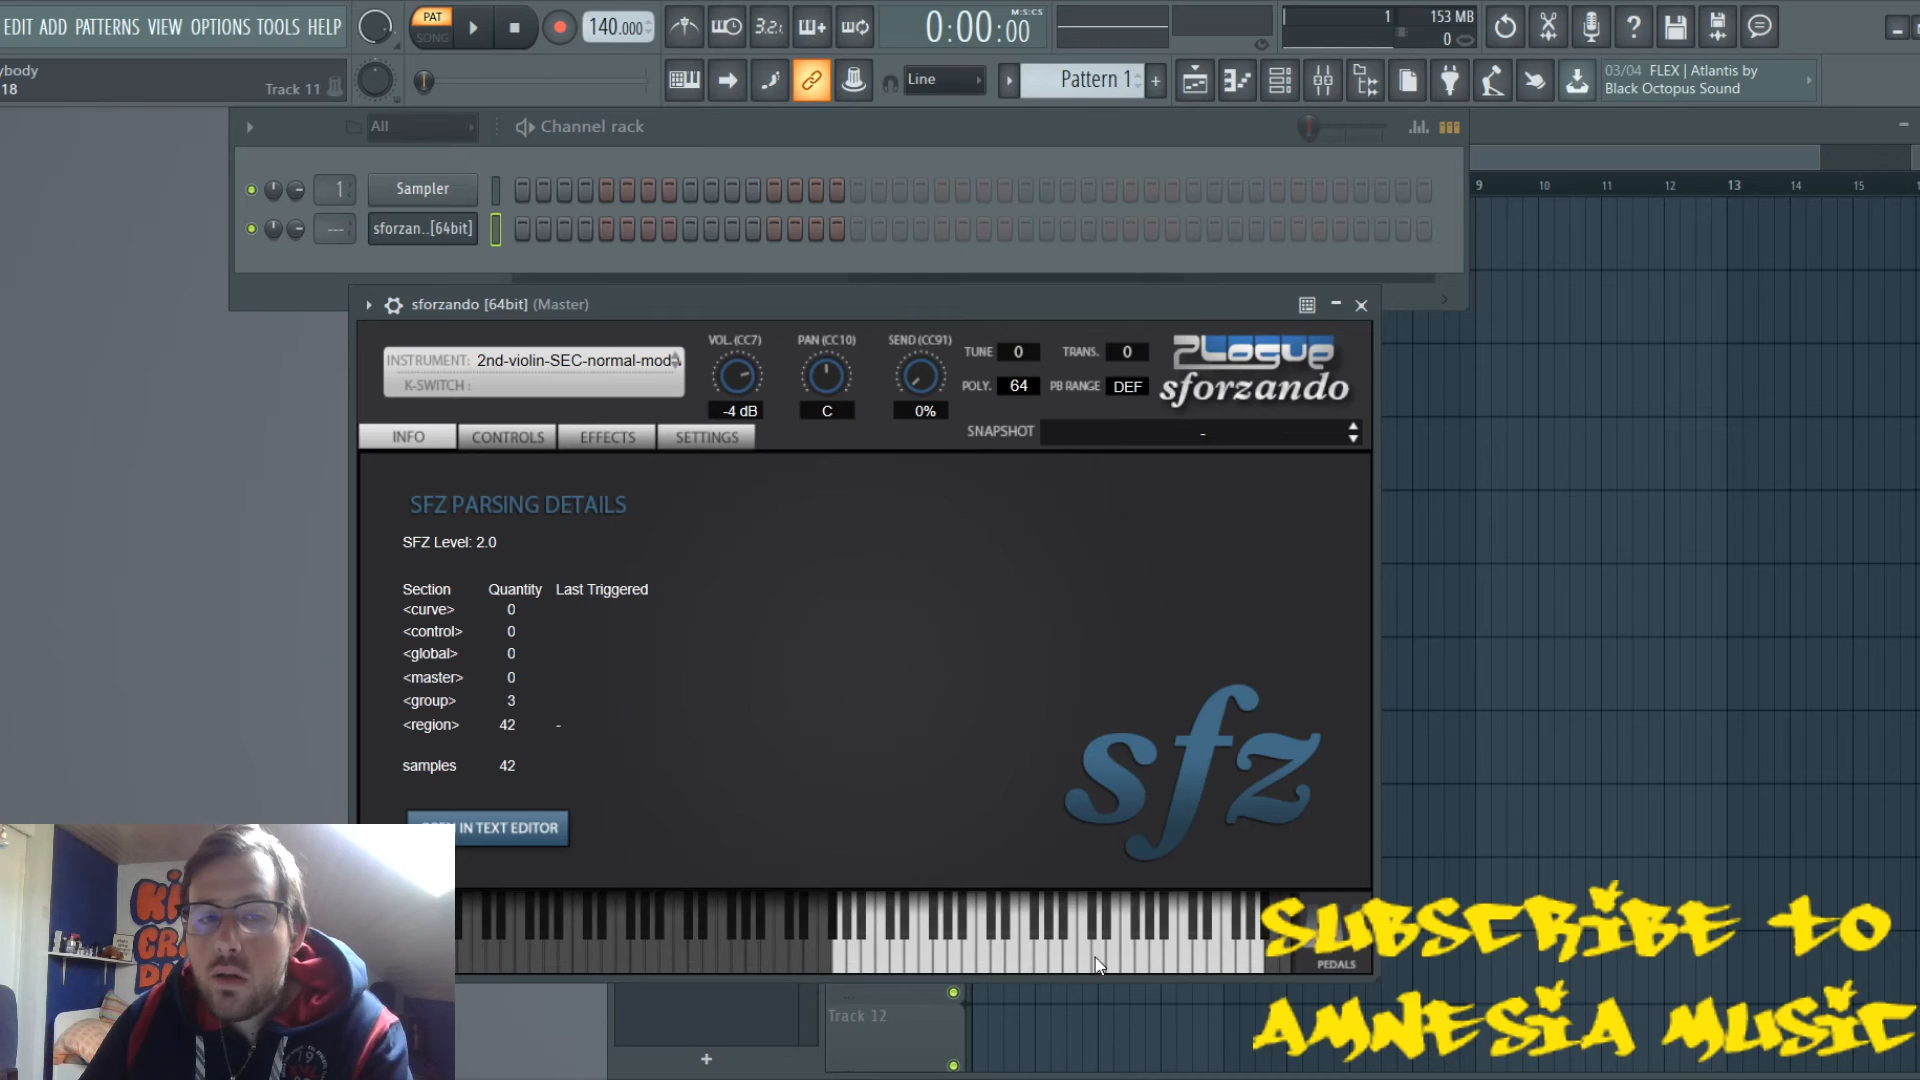 EDIT ADD PATTERNS VIEW OPTIONS TOOLS HELP
PAT
SONG
140.000
3.2.1
0:00:00
M:S:CS
1
153 MB
0
?
ybody
18
Track 11
Line
Pattern 1
+
03/04 FLEX | Atlantis by
Black Octopus Sound
All
Channel rack
1
Sampler
---
sforzan..[64bit]
9 10 11 12 13 14 15
sforzando [64bit] (Master)
INSTRUMENT: 2nd-violin-SEC-normal-mod
K-SWITCH :
VOL. (CC7)
-4 dB
PAN (CC10)
C
SEND (CC91)
0%
TUNE 0
TRANS. 0
POLY. 64
PB RANGE DEF
Plogue
sforzando
INFO
CONTROLS
EFFECTS
SETTINGS
SNAPSHOT
-
SFZ PARSING DETAILS
SFZ Level: 2.0
Section Quantity Last Triggered
<curve> 0
<control> 0
<global> 0
<master> 0
<group> 3
<region> 42 -
samples 42
IN TEXT EDITOR
sfz
PEDALS
Track 12
+
SUBSCRIBE TO
AMNESIA MUSIC